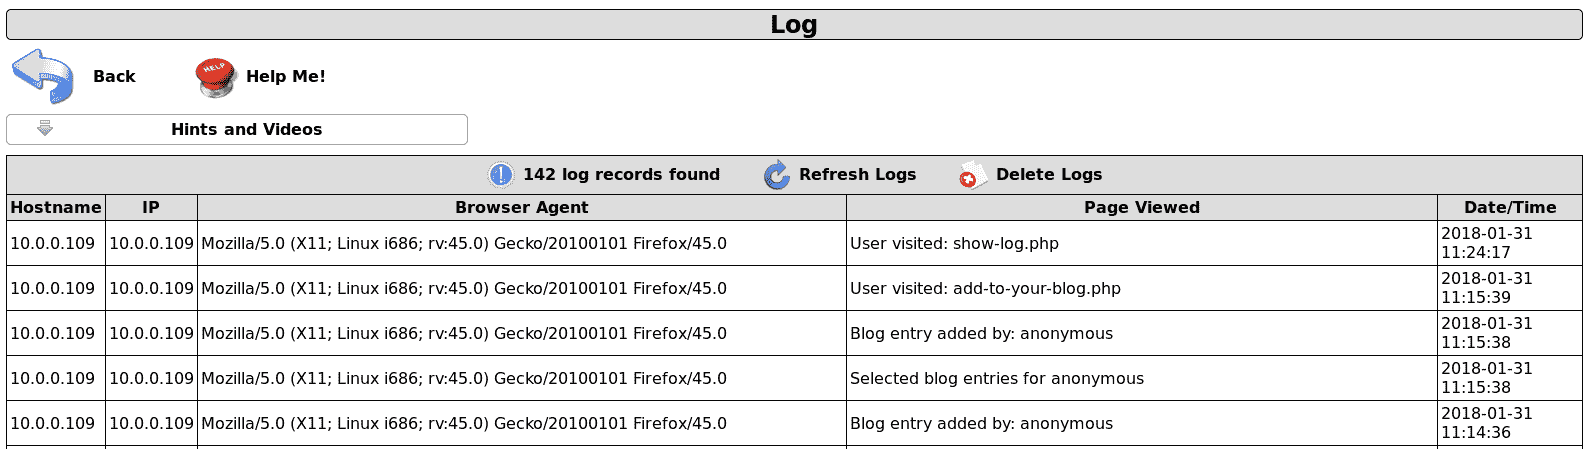 Log
Back HELP Help Me!
Hints and Videos
142 log records found Refresh Logs Delete Logs
Hostname IP Browser Agent Page Viewed Date/Time
10.0.0.109 10.0.0.109 Mozilla/5.0 (X11; Linux i686; rv:45.0) Gecko/20100101 Firefox/45.0 User visited: show-log.php 2018-01-31
11:24:17
10.0.0.109 10.0.0.109 Mozilla/5.0 (X11; Linux i686; rv:45.0) Gecko/20100101 Firefox/45.0 User visited: add-to-your-blog.php 2018-01-31
11:15:39
10.0.0.109 10.0.0.109 Mozilla/5.0 (X11; Linux i686; rv:45.0) Gecko/20100101 Firefox/45.0 Blog entry added by: anonymous 2018-01-31
11:15:38
10.0.0.109 10.0.0.109 Mozilla/5.0 (X11; Linux i686; rv:45.0) Gecko/20100101 Firefox/45.0 Selected blog entries for anonymous 2018-01-31
11:15:38
10.0.0.109 10.0.0.109 Mozilla/5.0 (X11; Linux i686; rv:45.0) Gecko/20100101 Firefox/45.0 Blog entry added by: anonymous 2018-01-31
11:14:36